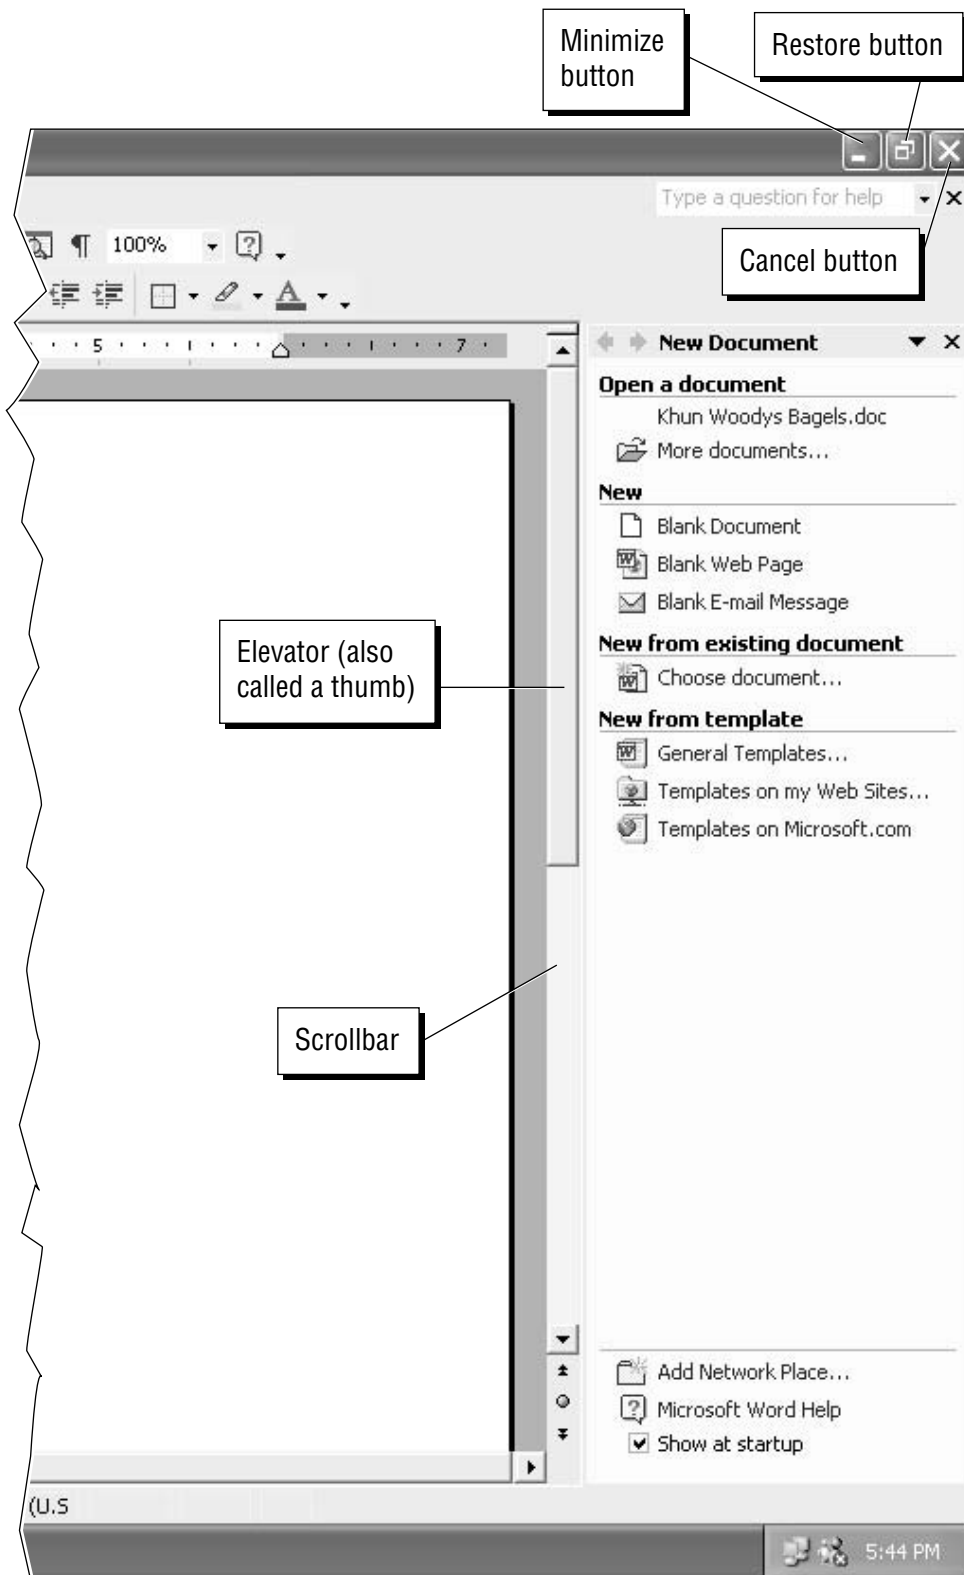 Minimize
button
Restore button
Type a question for help
100%
Cancel button
5 7
New Document
Open a document
Khun Woodys Bagels.doc
More documents...
New
Blank Document
Blank Web Page
Blank E-mail Message
Elevator (also
called a thumb)
New from existing document
Choose document...
New from template
General Templates...
Templates on my Web Sites...
Templates on Microsoft.com
Scrollbar
Add Network Place...
Microsoft Word Help
Show at startup
(U.S
5:44 PM